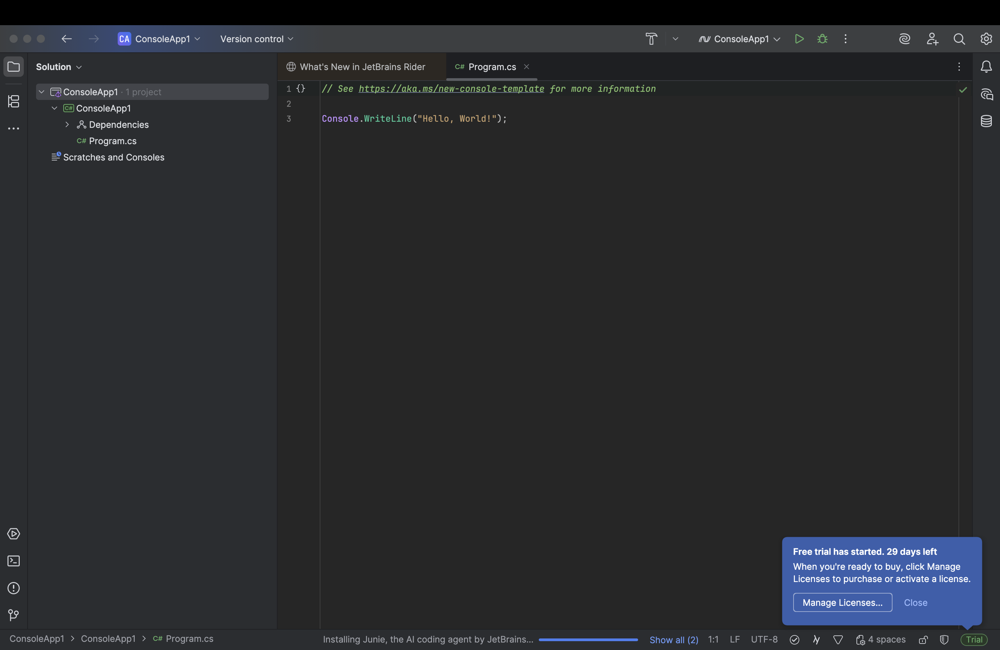 CA ConsoleApp1
Version control
ConsoleApp1
Solution
What's New in JetBrains Rider
C# Program.cs
ConsoleApp1 · 1 project
C# ConsoleApp1
Dependencies
C# Program.cs
Scratches and Consoles
1 {} // See https://aka.ms/new-console-template for more information
2
3 Console.WriteLine("Hello, World!");
Free trial has started. 29 days left
When you're ready to buy, click Manage
Licenses to purchase or activate a license.
Manage Licenses...
Close
ConsoleApp1 > ConsoleApp1 > C# Program.cs
Installing Junie, the AI coding agent by JetBrains...
Show all (2)
1:1
LF
UTF-8
4 spaces
Trial